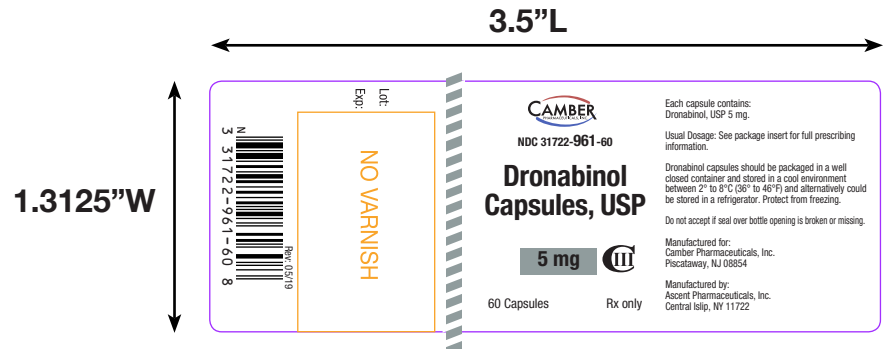 3.5”L
1.3125”W
Lot:
Exp:
N
3 31722-961-60 8
Rev: 05/19
NO VARNISH
CAMBER
PHARMACEUTICALS, INC.
NDC 31722-961-60
Dronabinol
Capsules, USP
5 mg
CIII
60 Capsules
Rx only
Each capsule contains:
Dronabinol, USP 5 mg.
Usual Dosage: See package insert for full prescribing
information.
Dronabinol capsules should be packaged in a well
closed container and stored in a cool environment
between 2° to 8°C (36° to 46°F) and alternatively could
be stored in a refrigerator. Protect from freezing.
Do not accept if seal over bottle opening is broken or missing.
Manufactured for:
Camber Pharmaceuticals, Inc.
Piscataway, NJ 08854
Manufactured by:
Ascent Pharmaceuticals, Inc.
Central Islip, NY 11722